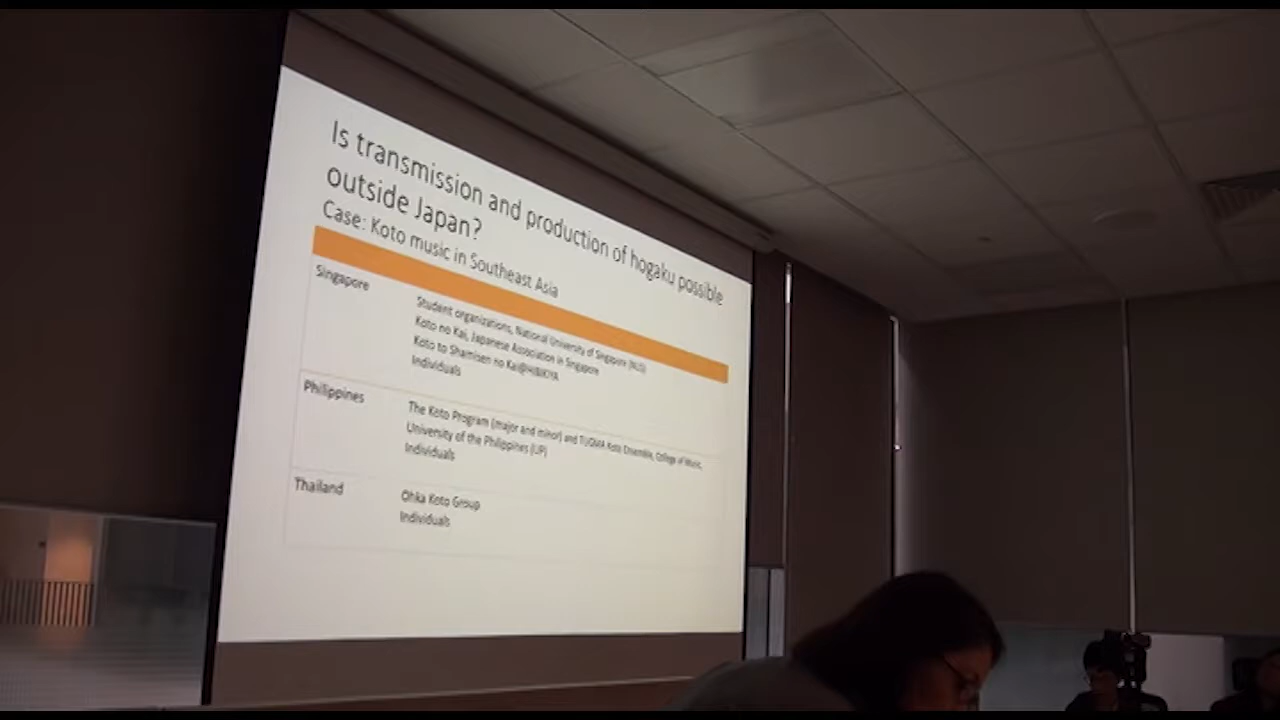 Is transmission and production of hogaku possible
outside Japan?
Case: Koto music in Southeast Asia
Singapore
Student organizations, National University of Singapore (NUS)
Koto no Kai, Japanese Association in Singapore
Koto to Shamisen no Kai@HIBIKIYA
Individuals
Philippines
The Koto Program (major and minor) and TUGMA Koto Ensemble, College of Music,
University of the Philippines (UP)
Individuals
Thailand
Ohka Koto Group
Individuals